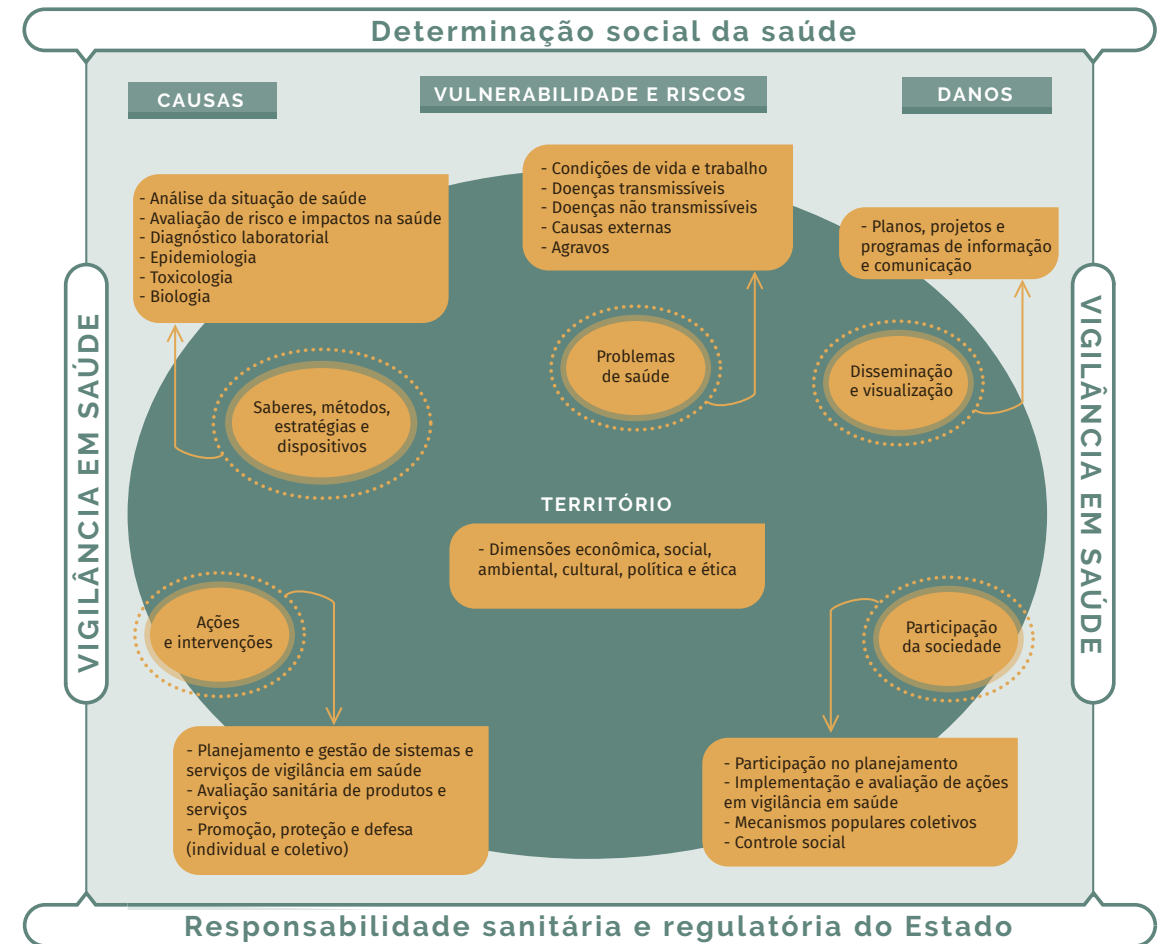 Determinação social da saúde
CAUSAS
VULNERABILIDADE E RISCOS
DANOS
- Análise da situação de saúde
- Avaliação de risco e impactos na saúde
- Diagnóstico laboratorial
- Epidemiologia
- Toxicologia
- Biologia
- Condições de vida e trabalho
- Doenças transmissíveis
- Doenças não transmissíveis
- Causas externas
- Agravos
- Planos, projetos e
programas de informação
e comunicação
VIGILÂNCIA EM SAÚDE
Saberes, métodos,
estratégias e
dispositivos
Problemas
de saúde
Disseminação
e visualização
VIGILÂNCIA EM SAÚDE
TERRITÓRIO
- Dimensões econômica, social,
ambiental, cultural, política e ética
Ações
e intervenções
Participação
da sociedade
- Planejamento e gestão de sistemas e
serviços de vigilância em saúde
- Avaliação sanitária de produtos e
serviços
- Promoção, proteção e defesa
(individual e coletivo)
- Participação no planejamento
- Implementação e avaliação de ações
em vigilância em saúde
- Mecanismos populares coletivos
- Controle social
Responsabilidade sanitária e regulatória do Estado